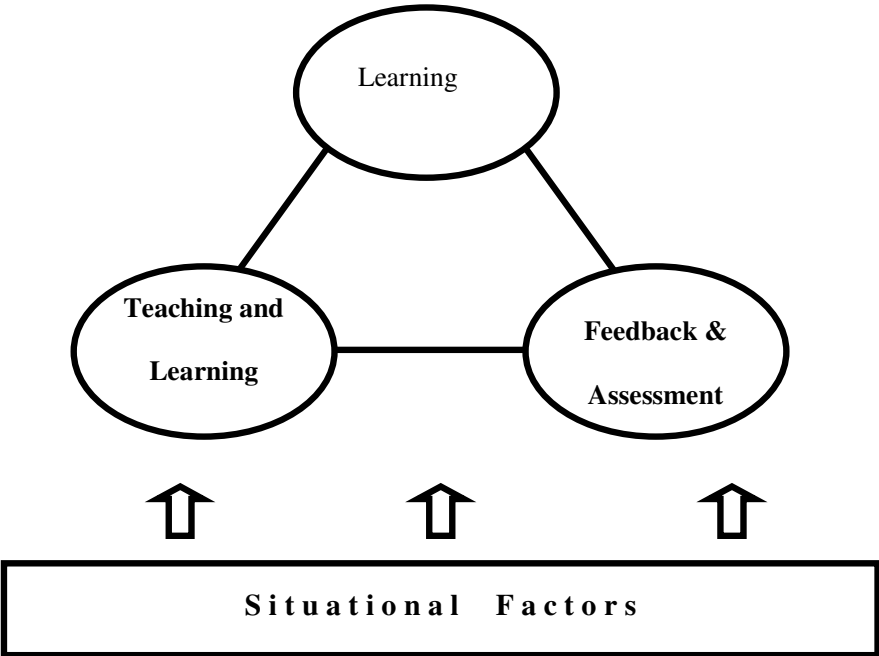 Learning
Teaching and
Learning
Feedback &
Assessment
Situational Factors